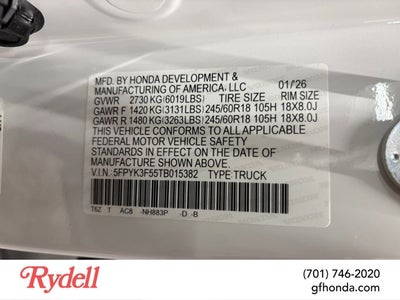 MFD. BY HONDA DEVELOPMENT &
MANUFACTURING OF AMERICA, LLC 01/26
GVWR 2730 KG(6019LBS) TIRE SIZE RIM SIZE
GAWR F 1420 KG(3131LBS) 245/60R18 105H 18X8.0J
GAWR R 1480 KG(3263LBS) 245/60R18 105H 18X8.0J
THIS VEHICLE CONFORMS TO ALL APPLICABLE
FEDERAL MOTOR VEHICLE SAFETY
STANDARDS IN EFFECT ON THE DATE OF
MANUFACTURE SHOWN ABOVE.
5FPYK3F55TB015382 TYPE TRUCK
T6Z T AC6 -NH883P -D -B
Rydell
(701) 746-2020
gfhonda.com